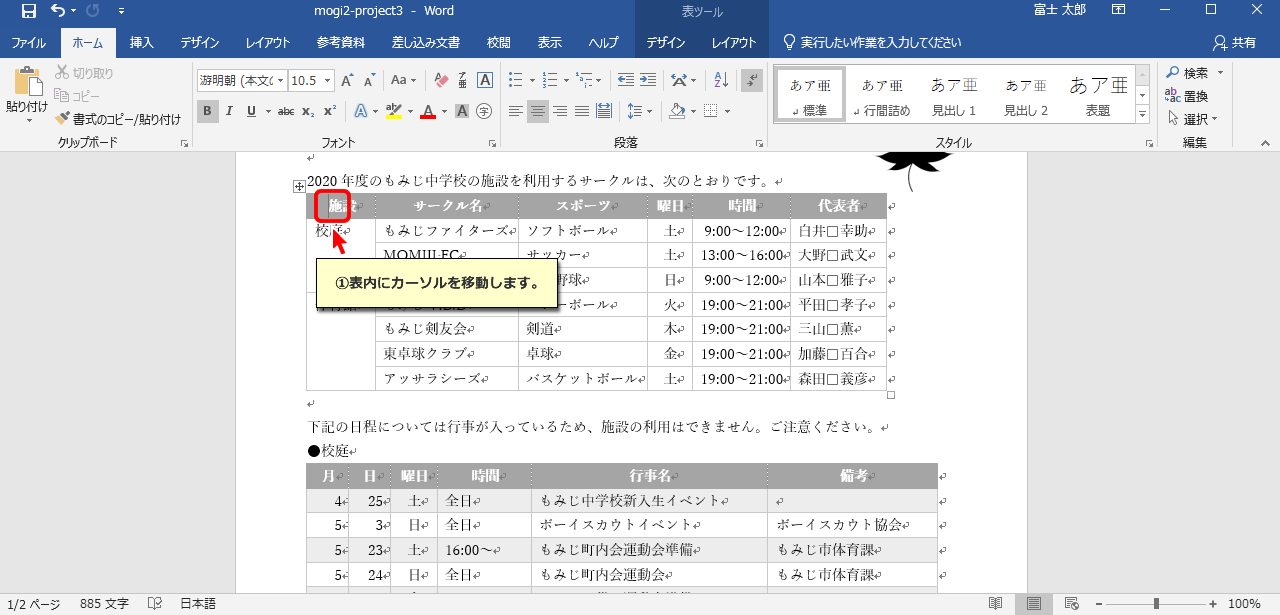 mogi2-project3 - Word
表ツール
富士 太郎
ファイル ホーム 挿入 デザイン レイアウト 参考資料 差し込み文書 校閲 表示 ヘルプ デザイン レイアウト 実行したい作業を入力してください 共有
貼り付け
切り取り
コピー
書式のコピー/貼り付け
クリップボード
游明朝 (本文の 10.5
B I U abc x₂ x²
フォント
段落
あア亜 標準
あア亜 行間詰め
あア亜 見出し 1
あア亜 見出し 2
あア亜 表題
スタイル
検索
置換
選択
編集
2020 年度のもみじ中学校の施設を利用するサークルは、次のとおりです。
施設 サークル名 スポーツ 曜日 時間 代表者
校庭 もみじファイターズ ソフトボール 土 9:00～12:00 白井□幸助
MOMIJI-FC サッカー 土 13:00～16:00 大野□武文
野球 日 9:00～12:00 山本□雅子
ーボール 火 19:00～21:00 平田□孝子
もみじ剣友会 剣道 木 19:00～21:00 三山□薫
東卓球クラブ 卓球 金 19:00～21:00 加藤□百合
アッサラシーズ バスケットボール 土 19:00～21:00 森田□義彦
①表内にカーソルを移動します。
下記の日程については行事が入っているため、施設の利用はできません。ご注意ください。
●校庭
月 日 曜日 時間 行事名 備考
4 25 土 全日 もみじ中学校新入生イベント
5 3 日 全日 ボーイスカウトイベント ボーイスカウト協会
5 23 土 16:00～ もみじ町内会運動会準備 もみじ市体育課
5 24 日 全日 もみじ町内会運動会 もみじ市体育課
1/2 ページ 885 文字 日本語 100%